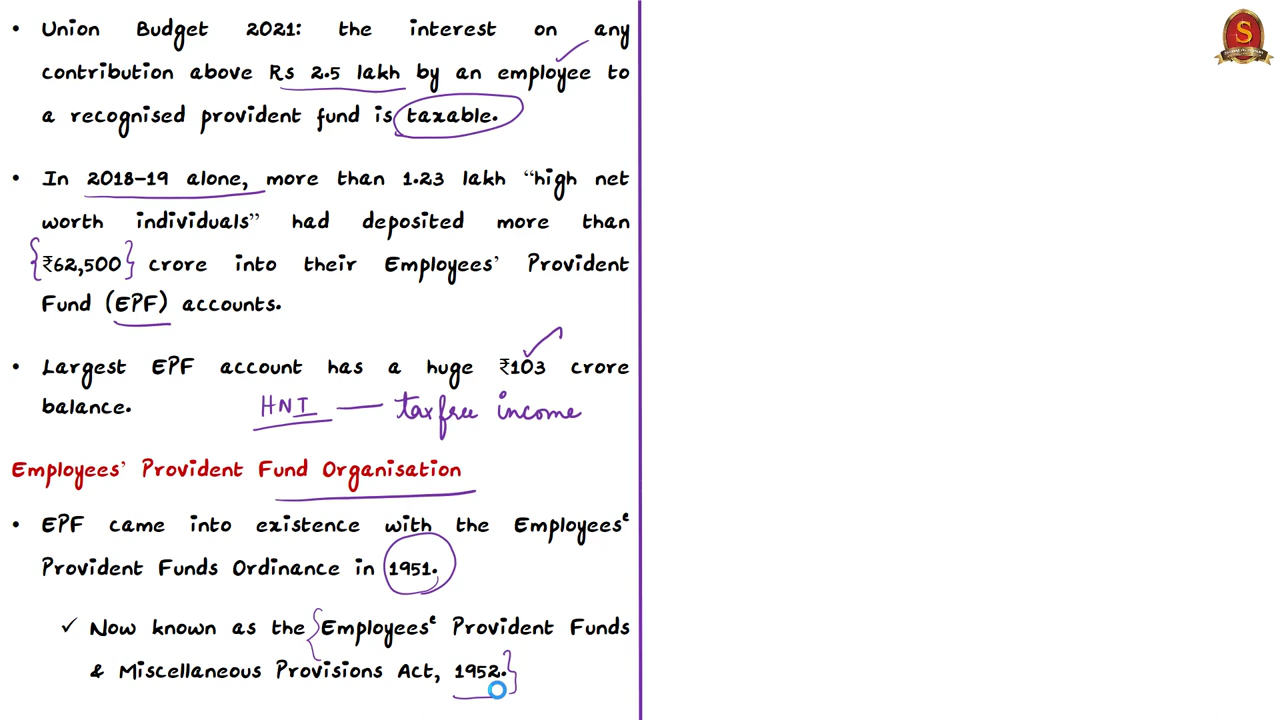 • Union Budget 2021: the interest on any
contribution above Rs 2.5 lakh by an employee to
a recognised provident fund is taxable.
• In 2018-19 alone, more than 1.23 lakh “high net
worth individuals” had deposited more than
₹62,500 crore into their Employees’ Provident
Fund (EPF) accounts.
• Largest EPF account has a huge ₹103 crore
balance.
HNI — taxfree income
Employees’ Provident Fund Organisation
• EPF came into existence with the Employees‘
Provident Funds Ordinance in 1951.
✓ Now known as the Employees‘ Provident Funds
& Miscellaneous Provisions Act, 1952.
S